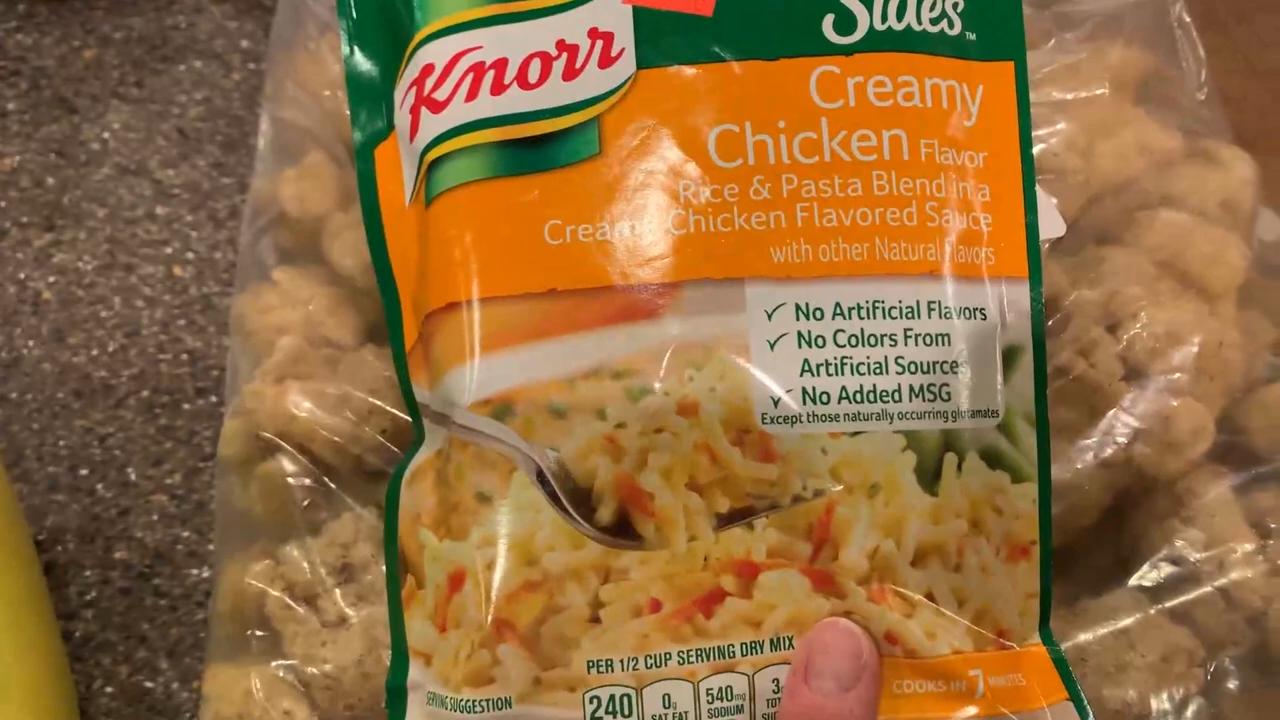 Sides™
Knorr
Creamy
Chicken Flavor
Rice & Pasta Blend in a
Creamy Chicken Flavored Sauce
with other Natural Flavors
✓ No Artificial Flavors
✓ No Colors From
Artificial Sources
✓ No Added MSG
Except those naturally occurring glutamates
PER 1/2 CUP SERVING DRY MIX
240
0g
SAT FAT
540mg
SODIUM
COOKS IN 7 MINUTES
SERVING SUGGESTION